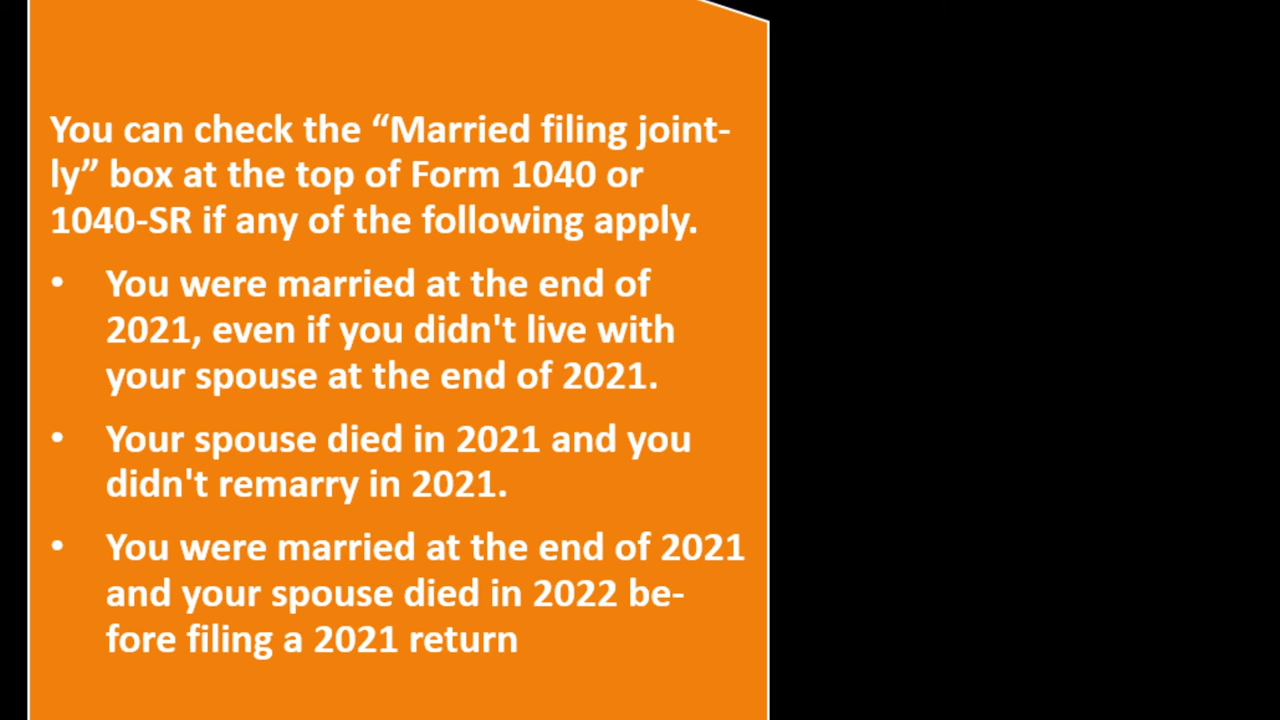 You can check the “Married filing joint-
ly” box at the top of Form 1040 or
1040-SR if any of the following apply.
• You were married at the end of
2021, even if you didn't live with
your spouse at the end of 2021.
• Your spouse died in 2021 and you
didn't remarry in 2021.
• You were married at the end of 2021
and your spouse died in 2022 be-
fore filing a 2021 return